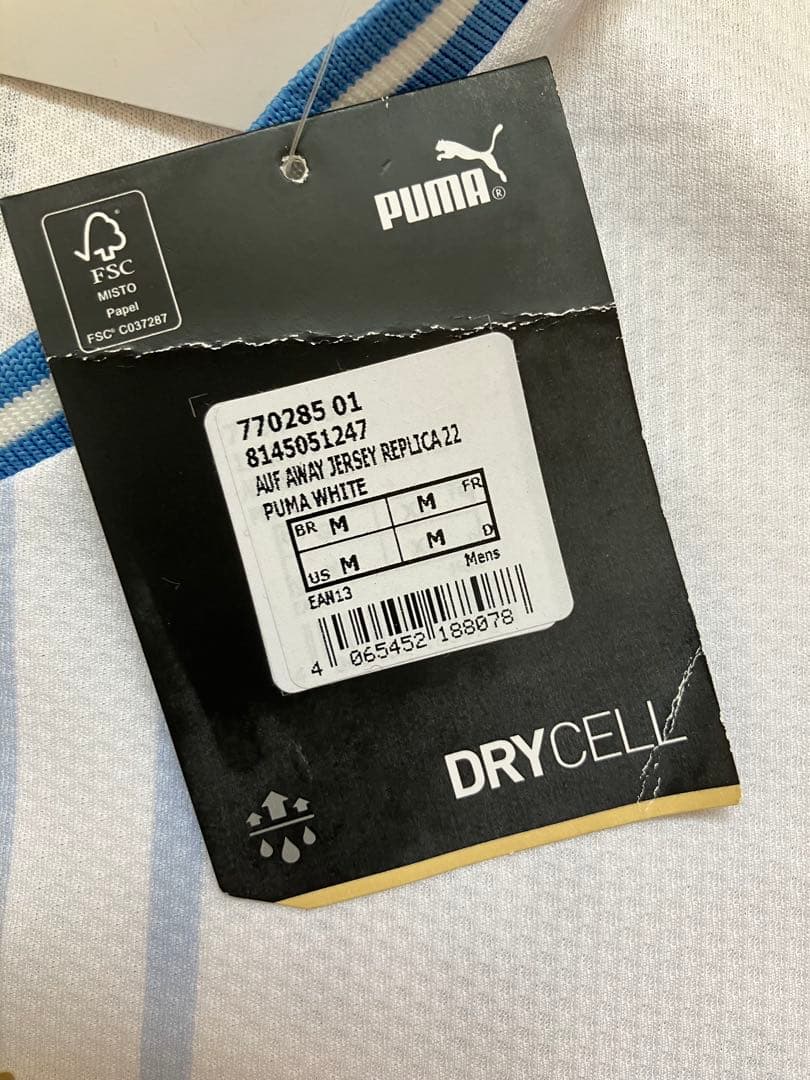 PUMA®
FSC®
MISTO
Papel
FSC® C037287
770285 01
8145051247
AUF AWAY JERSEY REPLICA 22
PUMA WHITE
BR M M FR
US M M D
EAN13 Mens
4 065452 188078
DRYCELL